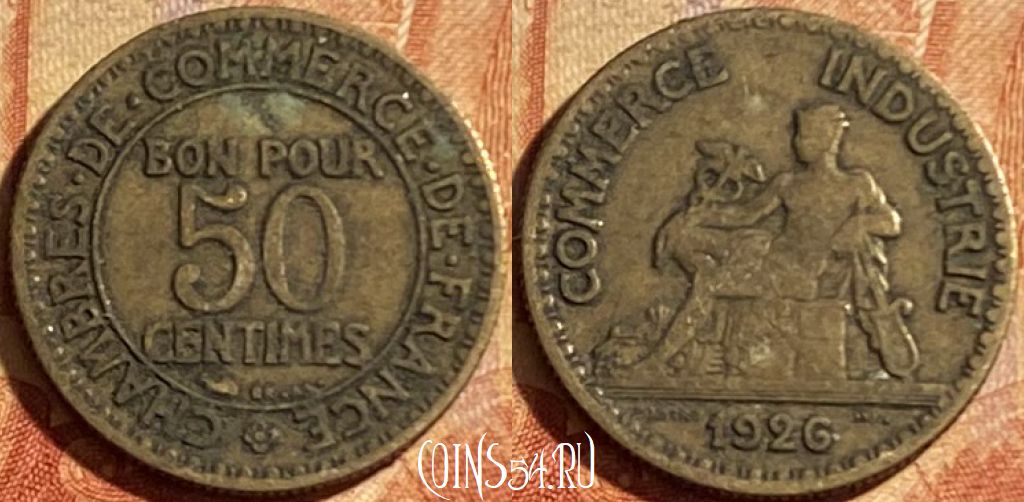 CHAMBRES · DE · COMMERCE · DE · FRANCE
BON POUR
50
CENTIMES
COMMERCE INDUSTRIE
1926
COINS54.RU